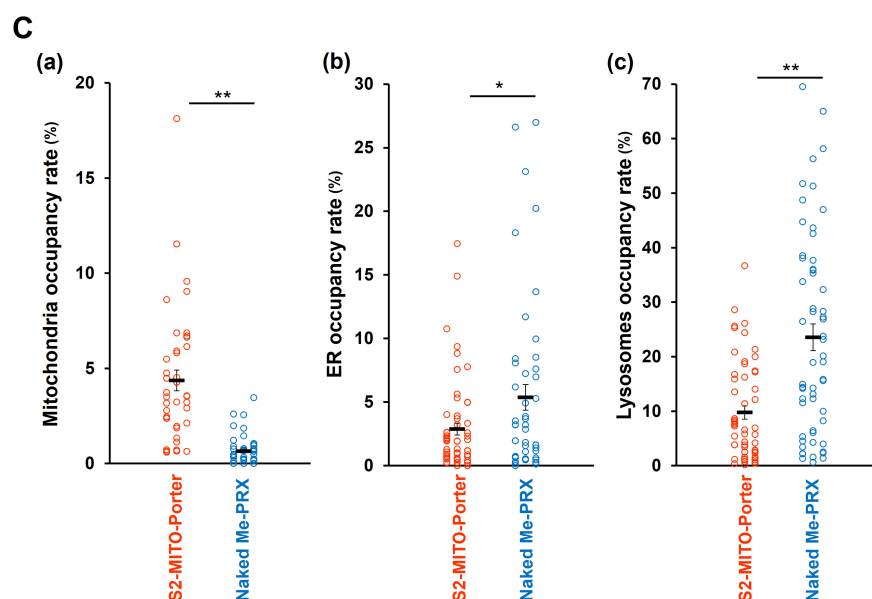 C
(a)
Mitochondria occupancy rate (%)
20
15
10
5
0
**
S2-MITO-Porter
Naked Me-PRX
(b)
ER occupancy rate (%)
30
25
20
15
10
5
0
*
S2-MITO-Porter
Naked Me-PRX
(c)
Lysosomes occupancy rate (%)
70
60
50
40
30
20
10
0
**
S2-MITO-Porter
Naked Me-PRX